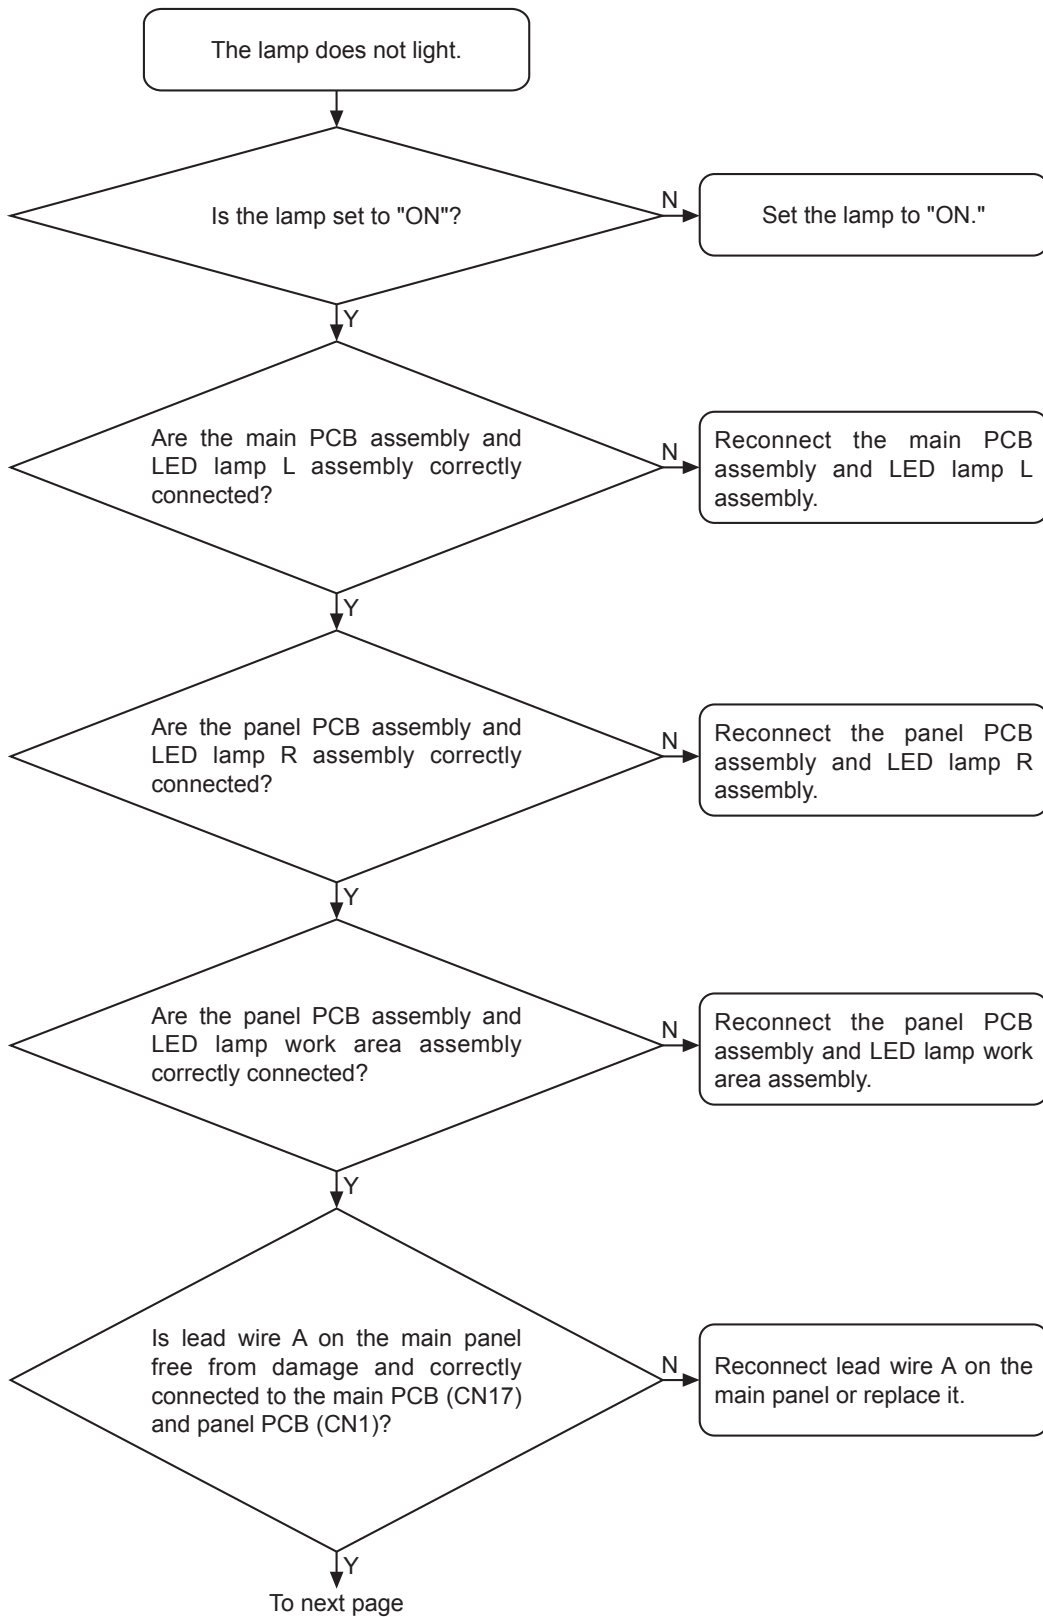 The lamp does not light.
Is the lamp set to "ON"?
N
Set the lamp to "ON."
Y
Are the main PCB assembly and
LED lamp L assembly correctly
connected?
N
Reconnect the main PCB
assembly and LED lamp L
assembly.
Y
Are the panel PCB assembly and
LED lamp R assembly correctly
connected?
N
Reconnect the panel PCB
assembly and LED lamp R
assembly.
Y
Are the panel PCB assembly and
LED lamp work area assembly
correctly connected?
N
Reconnect the panel PCB
assembly and LED lamp work
area assembly.
Y
Is lead wire A on the main panel
free from damage and correctly
connected to the main PCB (CN17)
and panel PCB (CN1)?
N
Reconnect lead wire A on the
main panel or replace it.
Y
To next page